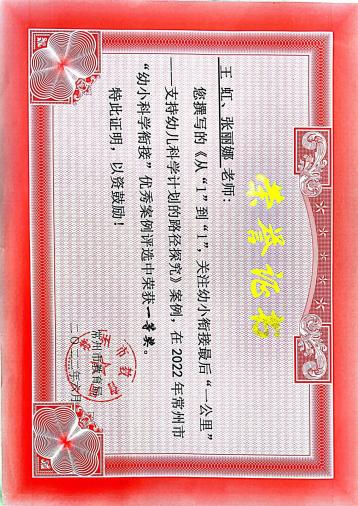 荣誉证书
王 虹、张丽娜 老师：
您撰写的《从“1”到“1”，关注幼小衔接最后“一公里”
——支持幼儿科学计划的路径探究》案例，在 2022 年常州市
“幼小科学衔接”优秀案例评选中荣获一等奖。
特此证明，以资鼓励！
常州市教育局
二〇二二年六月